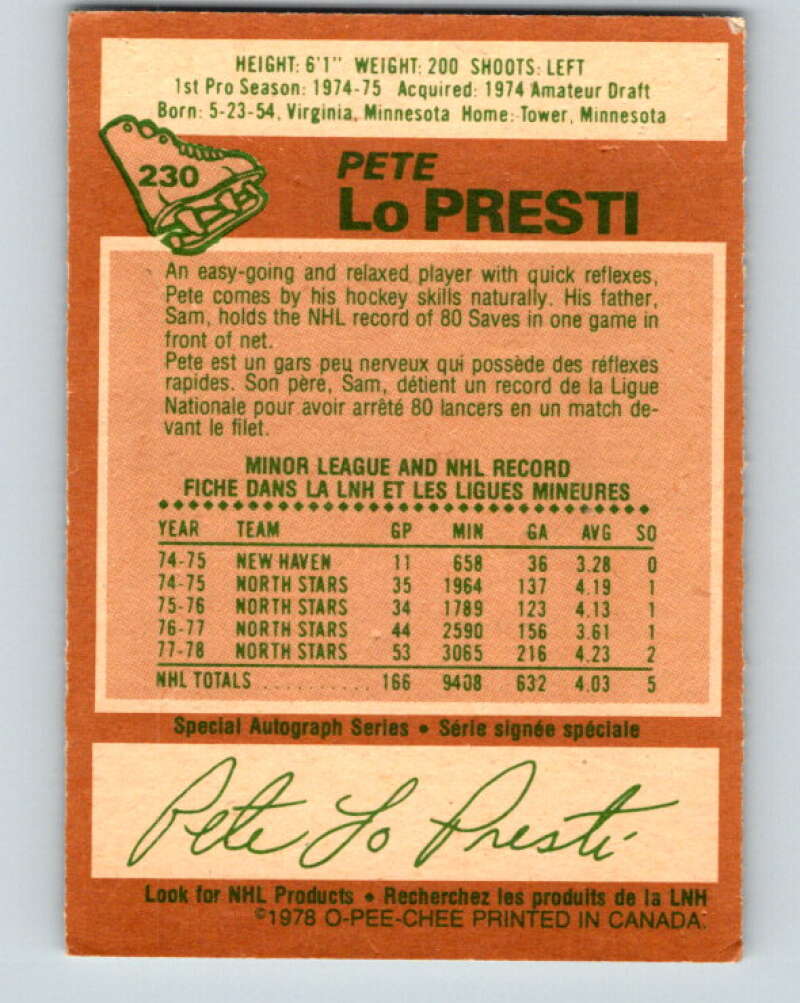 HEIGHT: 6'1" WEIGHT: 200 SHOOTS: LEFT
1st Pro Season: 1974-75 Acquired: 1974 Amateur Draft
Born: 5-23-54, Virginia, Minnesota Home: Tower, Minnesota
230
PETE
Lo PRESTI
An easy-going and relaxed player with quick reflexes,
Pete comes by his hockey skills naturally. His father,
Sam, holds the NHL record of 80 Saves in one game in
front of net.
Pete est un gars peu nerveux qui possède des réflexes
rapides. Son père, Sam, détient un record de la Ligue
Nationale pour avoir arrêté 80 lancers en un match de-
vant le filet.
MINOR LEAGUE AND NHL RECORD
FICHE DANS LA LNH ET LES LIGUES MINEURES
YEAR TEAM GP MIN GA AVG SO
74-75 NEW HAVEN 11 658 36 3.28 0
74-75 NORTH STARS 35 1964 137 4.19 1
75-76 NORTH STARS 34 1789 123 4.13 1
76-77 NORTH STARS 44 2590 156 3.61 1
77-78 NORTH STARS 53 3065 216 4.23 2
NHL TOTALS .......... 166 9408 632 4.03 5
Special Autograph Series • Série signée spéciale
Pete Lo Presti
Look for NHL Products • Recherchez les produits de la LNH
©1978 O-PEE-CHEE PRINTED IN CANADA.